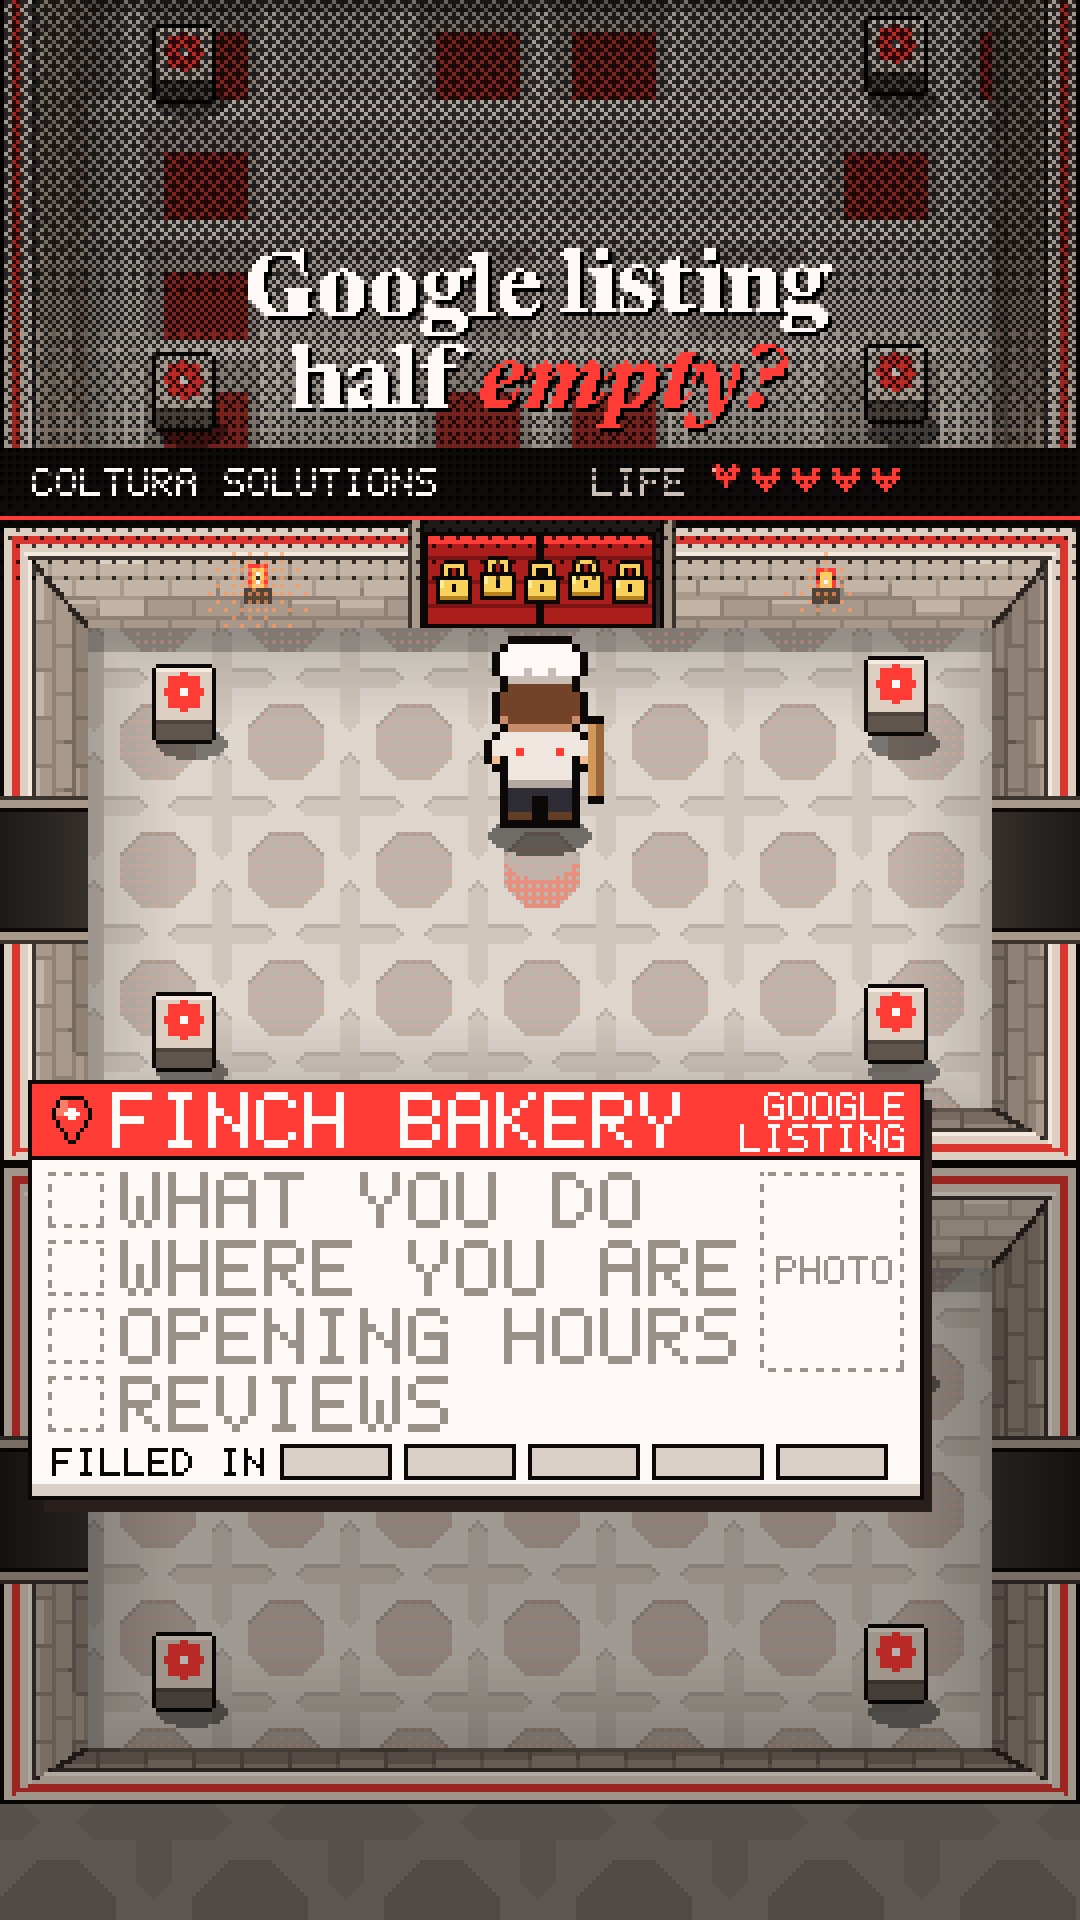 Google listing
half empty?
COLTURA SOLUTIONS LIFE
FINCH BAKERY GOOGLE LISTING
WHAT YOU DO
WHERE YOU ARE
PHOTO
OPENING HOURS
REVIEWS
FILLED IN